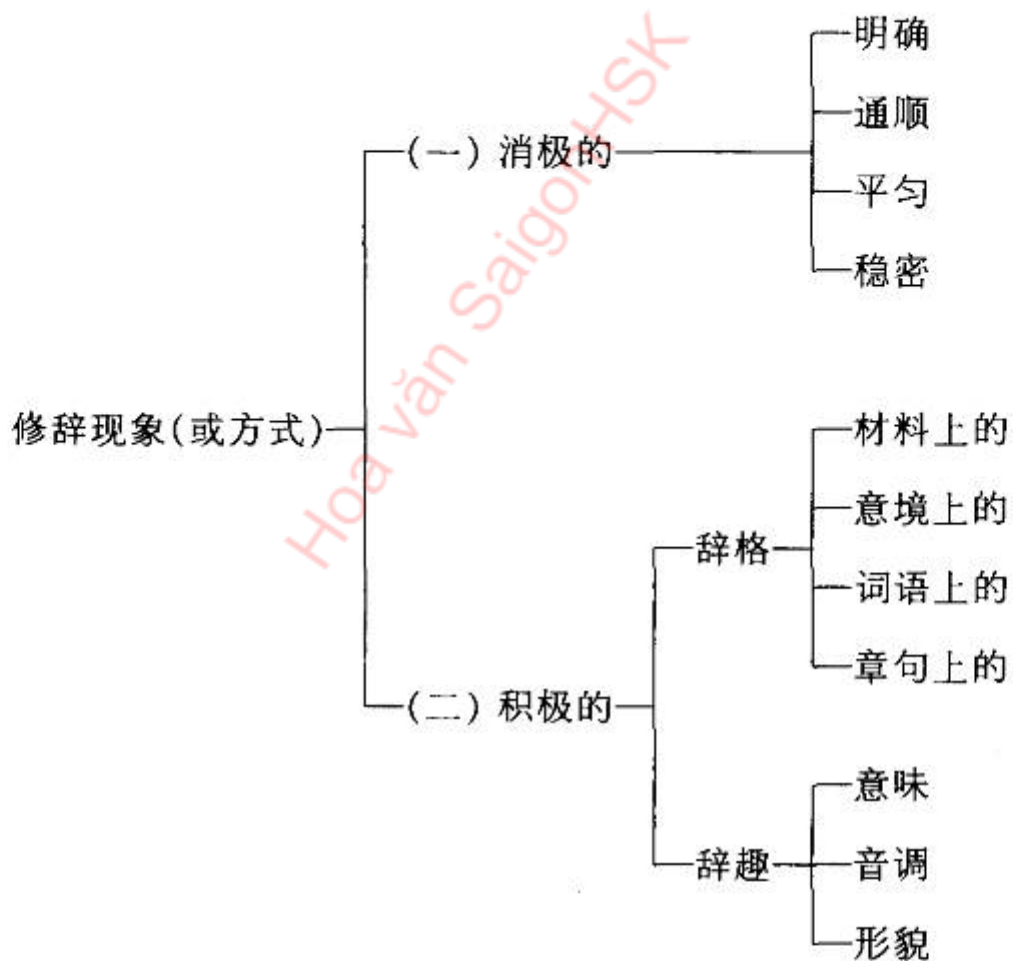 明确
通顺
(一) 消极的
平匀
稳密
修辞现象(或方式)
材料上的
意境上的
辞格
词语上的
章句上的
(二) 积极的
意味
辞趣
音调
形貌
Hoa văn SaigonHSK